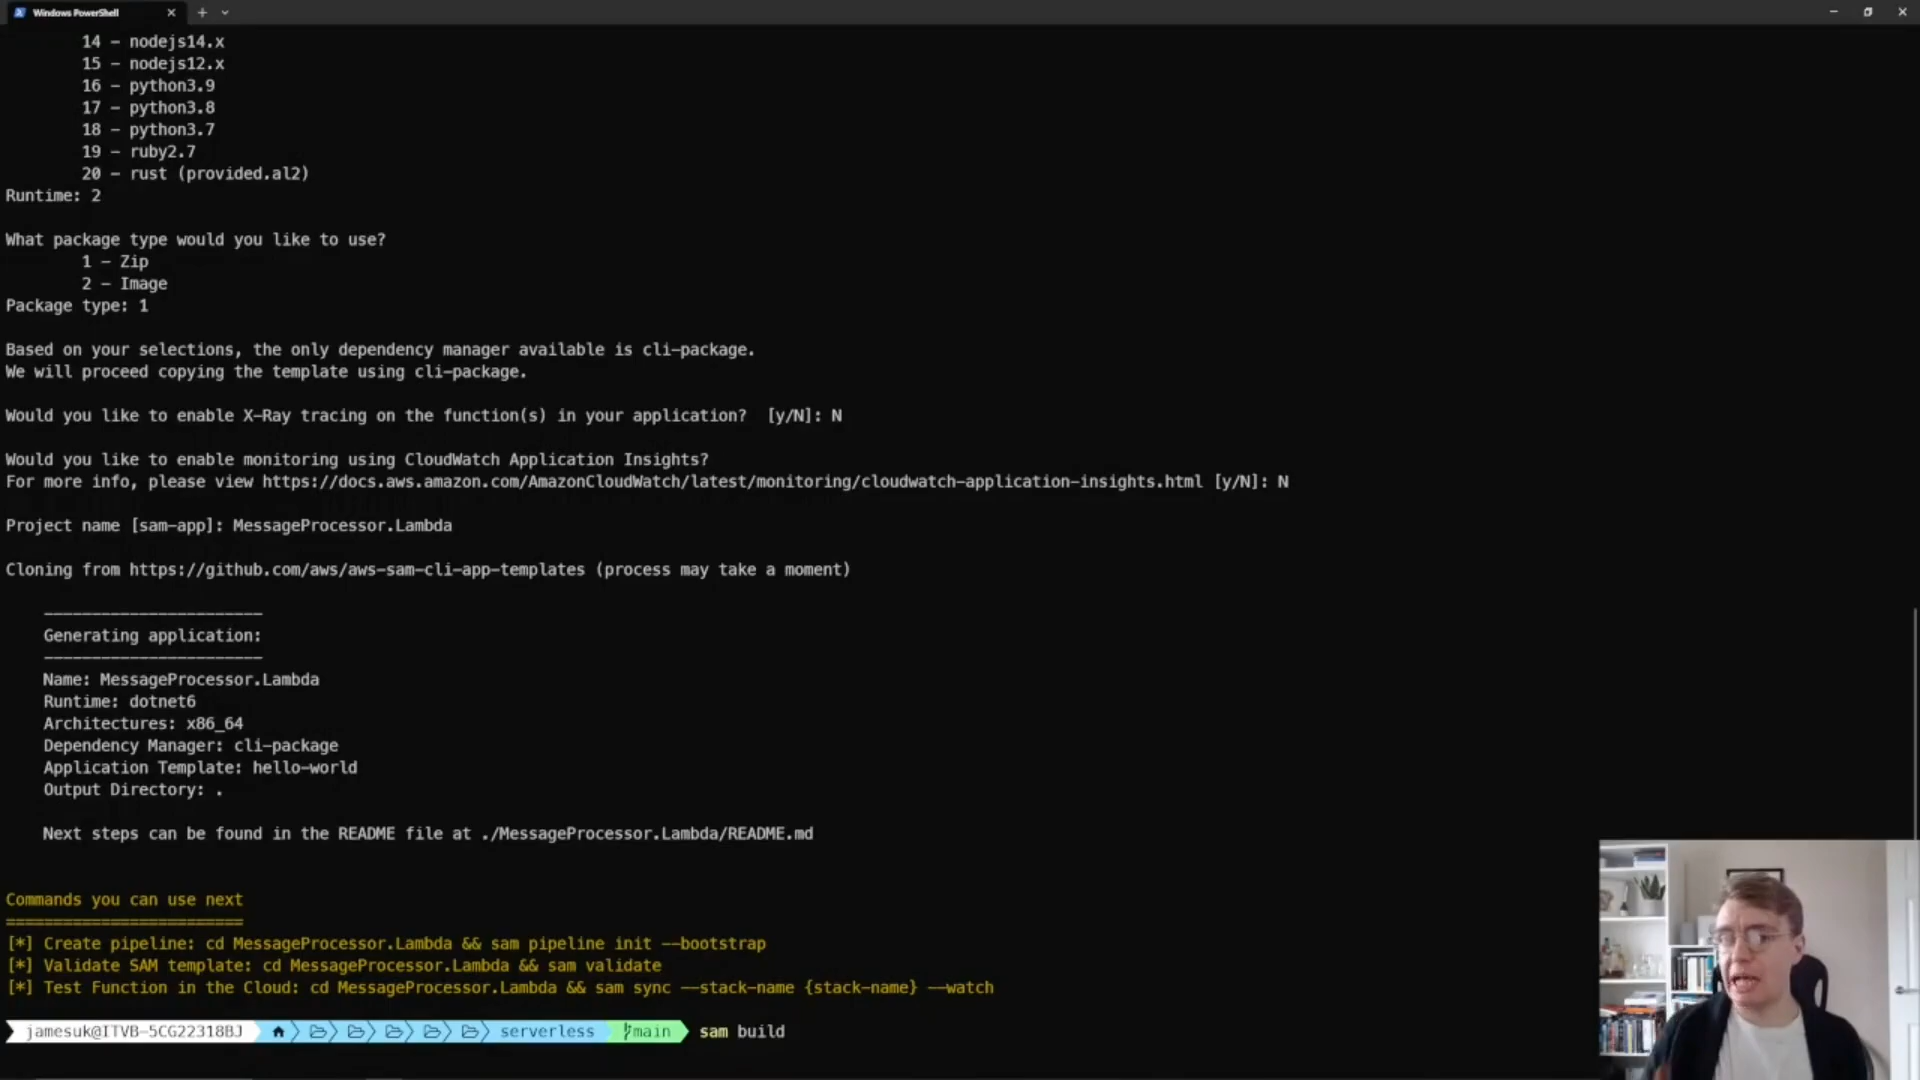 Windows PowerShell
14 - nodejs14.x
15 - nodejs12.x
16 - python3.9
17 - python3.8
18 - python3.7
19 - ruby2.7
20 - rust (provided.al2)
Runtime: 2
What package type would you like to use?
1 - Zip
2 - Image
Package type: 1
Based on your selections, the only dependency manager available is cli-package.
We will proceed copying the template using cli-package.
Would you like to enable X-Ray tracing on the function(s) in your application?  [y/N]: N
Would you like to enable monitoring using CloudWatch Application Insights?
For more info, please view https://docs.aws.amazon.com/AmazonCloudWatch/latest/monitoring/cloudwatch-application-insights.html [y/N]: N
Project name [sam-app]: MessageProcessor.Lambda
Cloning from https://github.com/aws/aws-sam-cli-app-templates (process may take a moment)
-----------------------
Generating application:
-----------------------
Name: MessageProcessor.Lambda
Runtime: dotnet6
Architectures: x86_64
Dependency Manager: cli-package
Application Template: hello-world
Output Directory: .
Next steps can be found in the README file at ./MessageProcessor.Lambda/README.md
Commands you can use next
=========================
[*] Create pipeline: cd MessageProcessor.Lambda && sam pipeline init --bootstrap
[*] Validate SAM template: cd MessageProcessor.Lambda && sam validate
[*] Test Function in the Cloud: cd MessageProcessor.Lambda && sam sync --stack-name {stack-name} --watch
jamesuk@ITVB-5CG22318BJ serverless main sam build